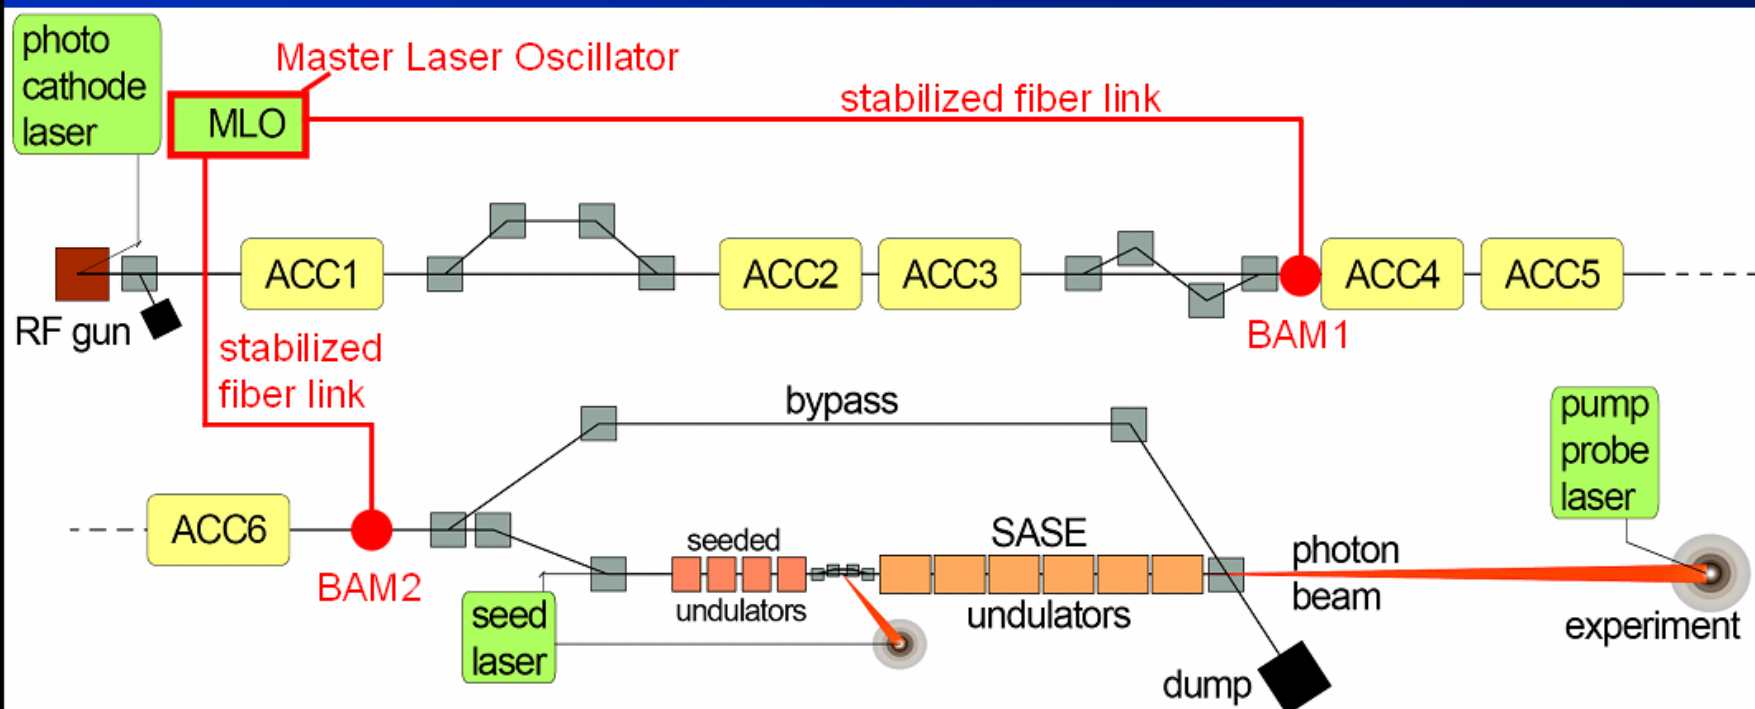 photo
cathode
laser
Master Laser Oscillator
MLO
stabilized fiber link
RF gun
ACC1
ACC2
ACC3
ACC4
ACC5
BAM1
stabilized
fiber link
bypass
pump
probe
laser
ACC6
BAM2
seeded
undulators
SASE
undulators
photon
beam
experiment
seed
laser
dump